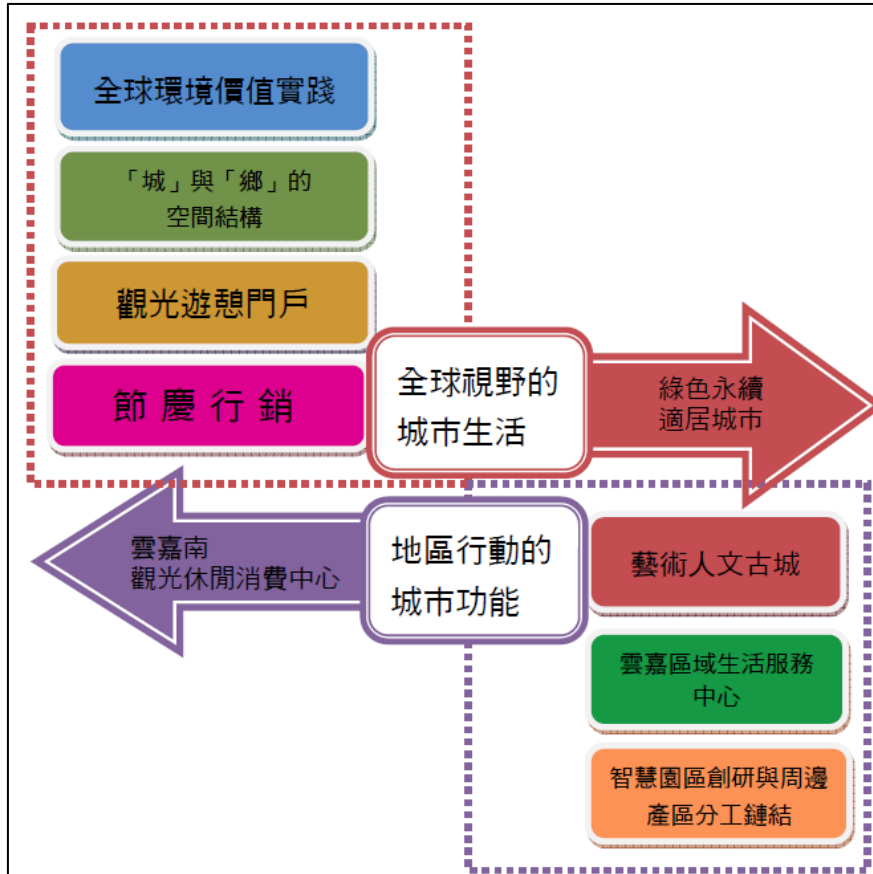 全球環境價值實踐
「城」與「鄉」的
空間結構
觀光遊憩門戶
節慶行銷
全球視野的
城市生活
綠色永續
適居城市
雲嘉南
觀光休閒消費中心
地區行動的
城市功能
藝術人文古城
雲嘉區域生活服務
中心
智慧園區創研與周邊
產區分工鏈結